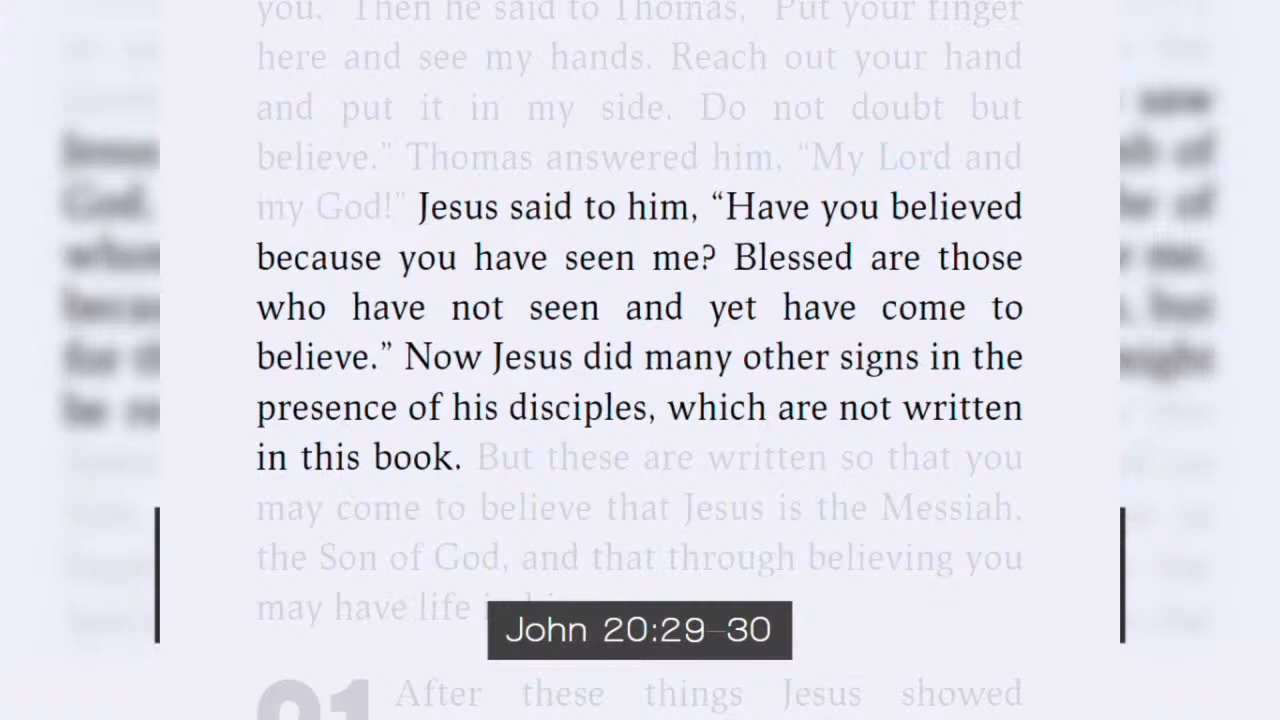 you.” Then he said to Thomas, “Put your finger
here and see my hands. Reach out your hand
and put it in my side. Do not doubt but
believe.” Thomas answered him, “My Lord and
my God!” Jesus said to him, “Have you believed
because you have seen me? Blessed are those
who have not seen and yet have come to
believe.” Now Jesus did many other signs in the
presence of his disciples, which are not written
in this book. But these are written so that you
may come to believe that Jesus is the Messiah,
the Son of God, and that through believing you
may have life
John 20:29–30
21 After these things Jesus showed
saw
Jesus
God.
me.
but